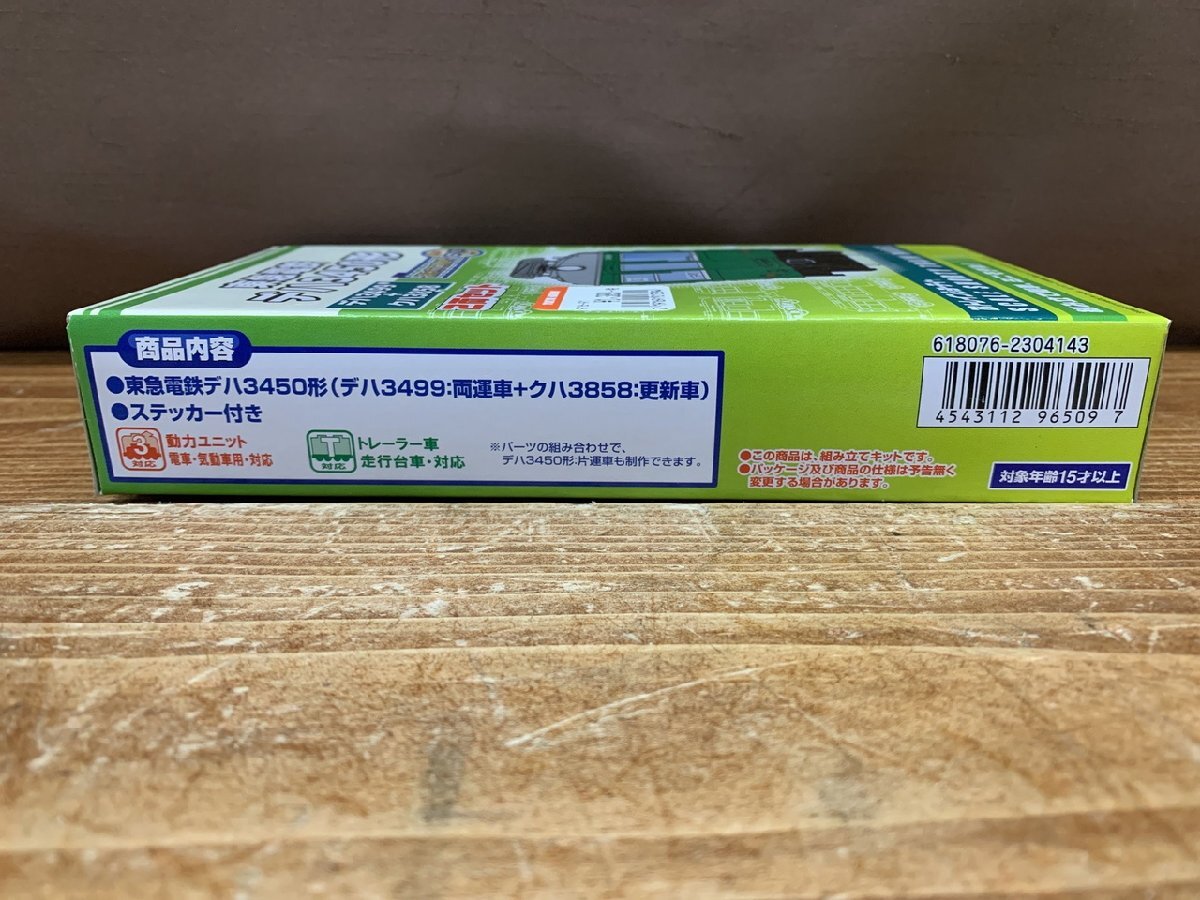 618076-2304143
4543112 965097
商品内容
●東急電鉄デハ3450形(デハ3499:両運車+クハ3858:更新車)
●ステッカー付き
3
対応
動力ユニット
電車・気動車用・対応
T
対応
トレーラー車
走行台車・対応
※パーツの組み合わせで、
デハ3450形:片運車も制作できます。
●この商品は、組み立てキットです。
●パッケージ及び商品の仕様は予告無く
変更する場合があります。
対象年齢15才以上